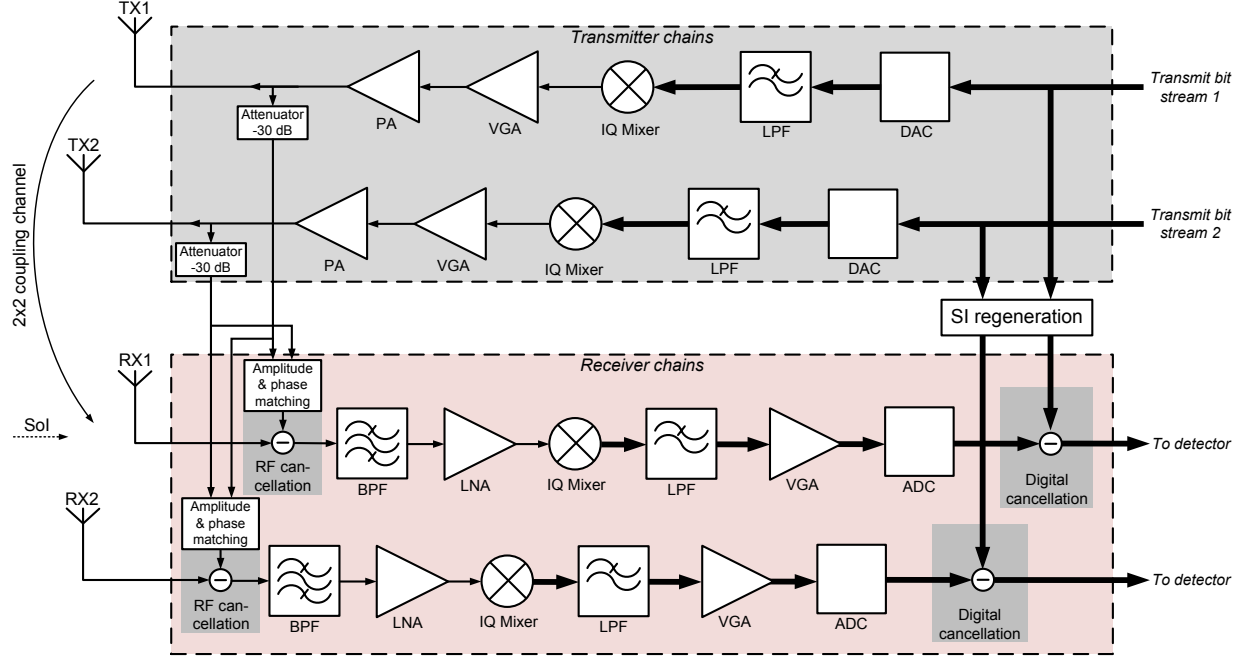 TX1
Transmitter chains
Transmit bit
stream 1
Attenuator
-30 dB
PA
VGA
IQ Mixer
LPF
DAC
TX2
2x2 coupling channel
Transmit bit
stream 2
Attenuator
-30 dB
PA
VGA
IQ Mixer
LPF
DAC
SI regeneration
RX1
Receiver chains
Amplitude
& phase
matching
SoI
RF can-
cellation
BPF
LNA
IQ Mixer
LPF
VGA
ADC
Digital
cancellation
To detector
RX2
Amplitude
& phase
matching
RF can-
cellation
BPF
LNA
IQ Mixer
LPF
VGA
ADC
Digital
cancellation
To detector